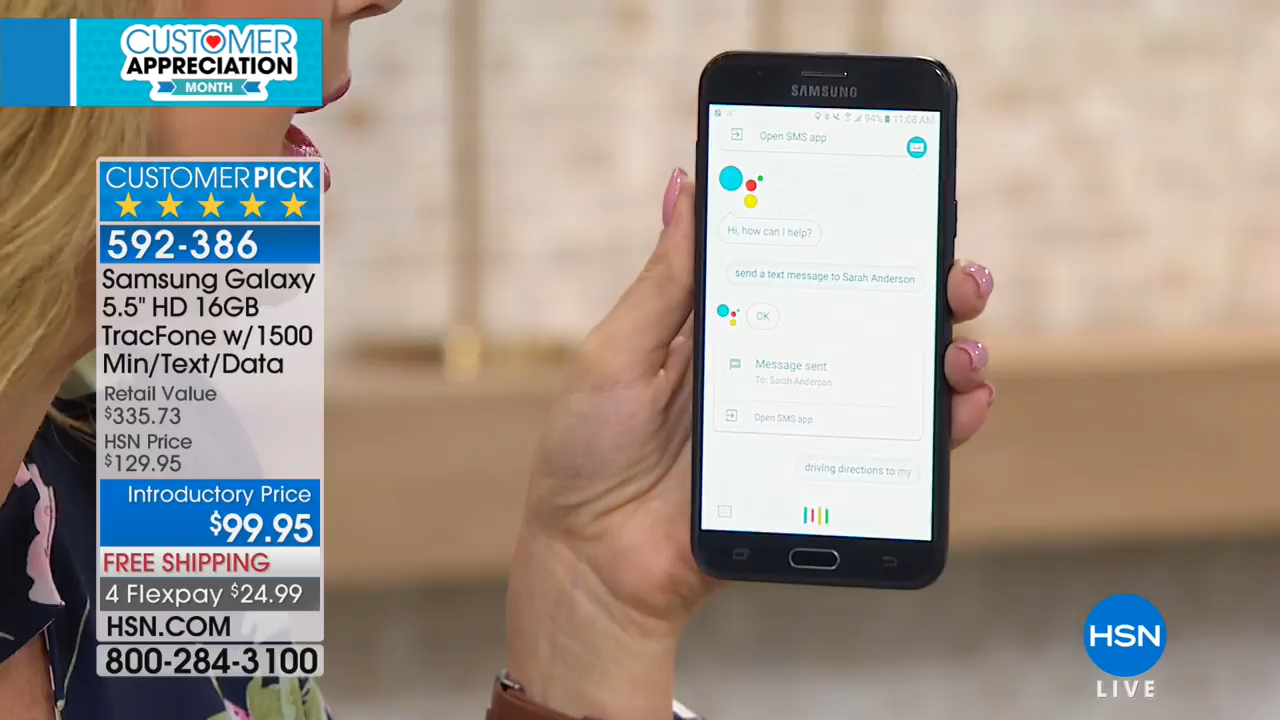 CUSTOMER
APPRECIATION
MONTH
CUSTOMER PICK
592-386
Samsung Galaxy
5.5" HD 16GB
TracFone w/1500
Min/Text/Data
Retail Value
$335.73
HSN Price
$129.95
Introductory Price
$99.95
FREE SHIPPING
4 Flexpay $24.99
HSN.COM
800-284-3100
SAMSUNG
94% 11:08 AM
Open SMS app
Hi, how can I help?
send a text message to Sarah Anderson
OK
Message sent
To: Sarah Anderson
Open SMS app
driving directions to my
HSN
LIVE